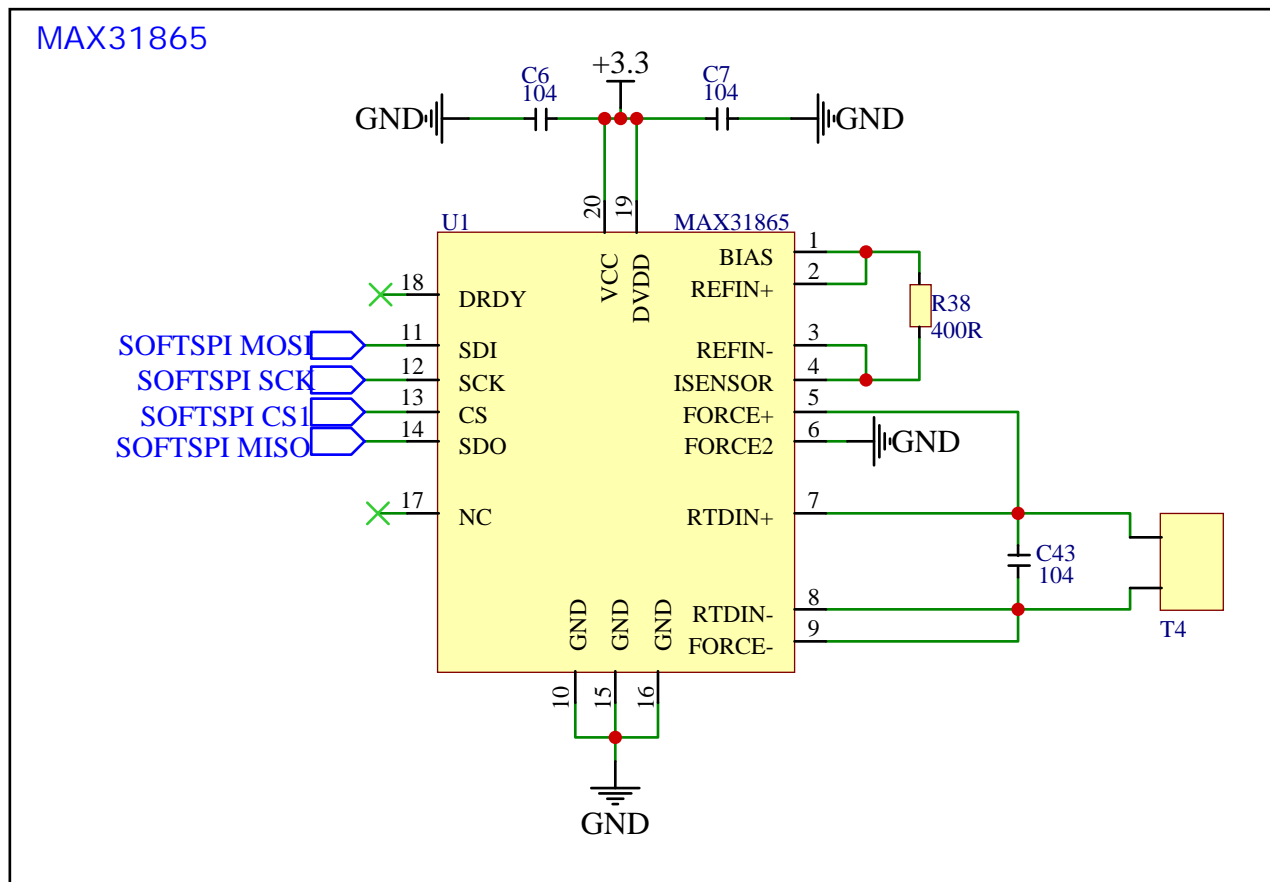 MAX31865
+3.3
C6
104
C7
104
GND
GND
20
19
U1
MAX31865
VCC
DVDD
18
DRDY
SOFTSPI MOSI
11
SDI
SOFTSPI SCK
12
SCK
SOFTSPI CS1
13
CS
SOFTSPI MISO
14
SDO
17
NC
BIAS
1
REFIN+
2
REFIN-
3
ISENSOR
4
FORCE+
5
FORCE2
6
GND
RTDIN+
7
RTDIN-
8
FORCE-
9
R38
400R
C43
104
T4
GND
GND
GND
10
15
16
GND